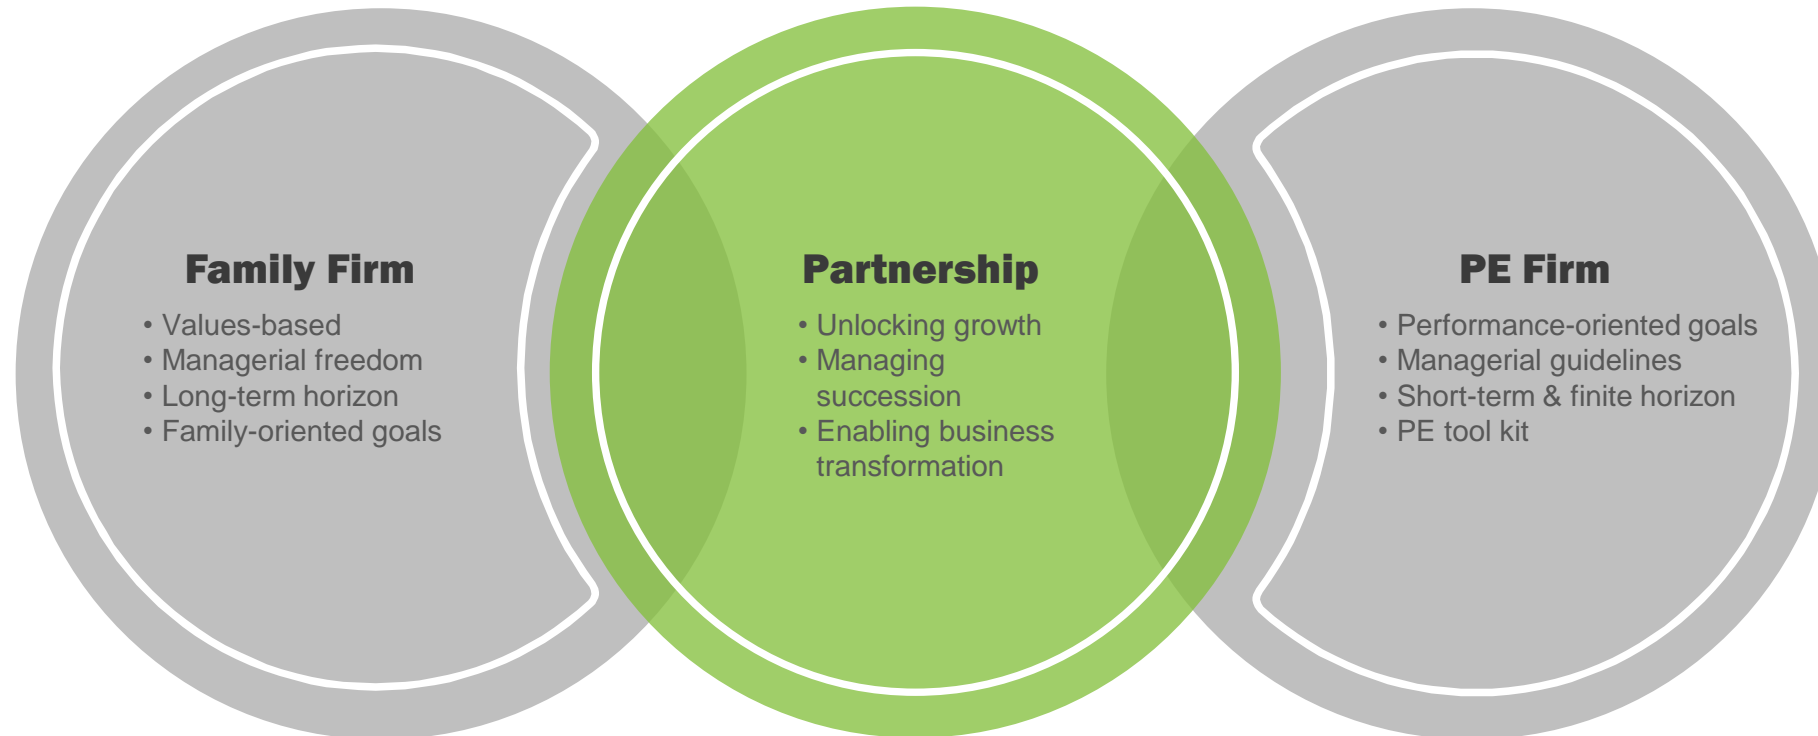 Family Firm
• Values-based
• Managerial freedom
• Long-term horizon
• Family-oriented goals
Partnership
• Unlocking growth
• Managing
succession
• Enabling business
transformation
PE Firm
• Performance-oriented goals
• Managerial guidelines
• Short-term & finite horizon
• PE tool kit